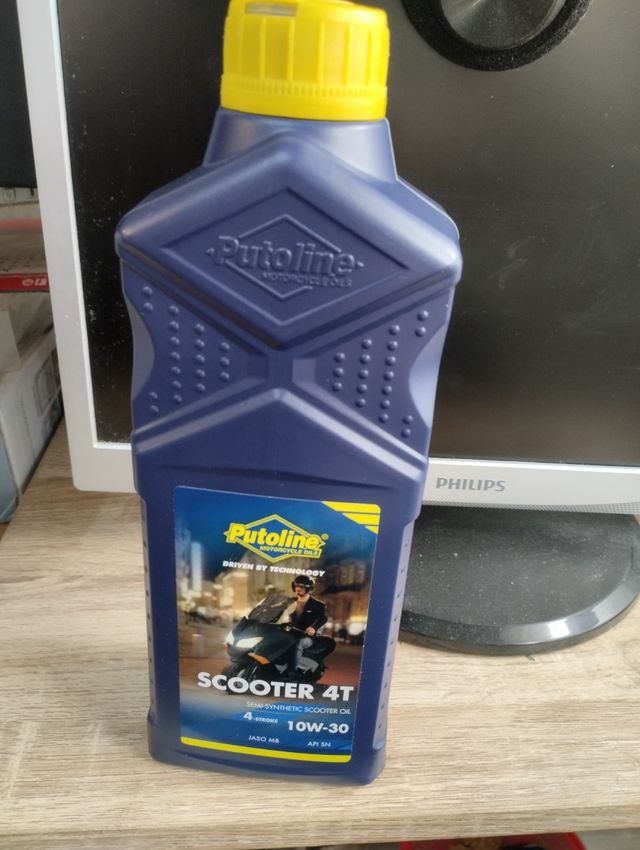 Putoline
MOTORCYCLE OILS
PHILIPS
Putoline®
MOTORCYCLE OILS
DRIVEN BY TECHNOLOGY
SCOOTER 4T
SEMI-SYNTHETIC SCOOTER OIL
4-STROKE 10W-30
JASO MB API SN